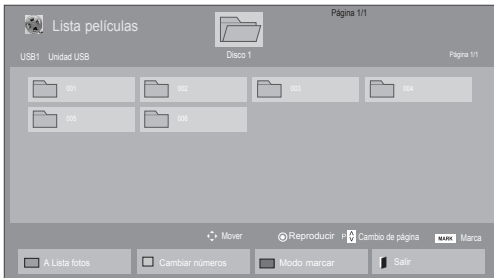 Lista películas
Página 1/1
USB1 Unidad USB
Disco 1
Página 1/1
001 002 003 004
005 006
Mover Reproducir P Cambio de página MARK Marca
A Lista fotos Cambiar números Modo marcar Salir